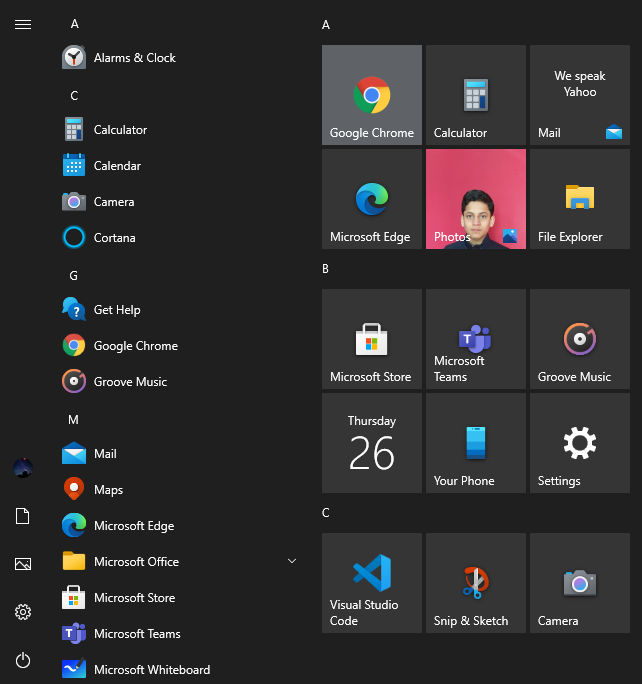 A
Alarms & Clock
C
Calculator
Calendar
Camera
Cortana
G
Get Help
Google Chrome
Groove Music
M
Mail
Maps
Microsoft Edge
Microsoft Office
Microsoft Store
Microsoft Teams
Microsoft Whiteboard
A
Google Chrome
Calculator
We speak
Yahoo
Mail
Microsoft Edge
Photos
File Explorer
B
Microsoft Store
Microsoft
Teams
Groove Music
Thursday
26
Your Phone
Settings
C
Visual Studio
Code
Snip & Sketch
Camera